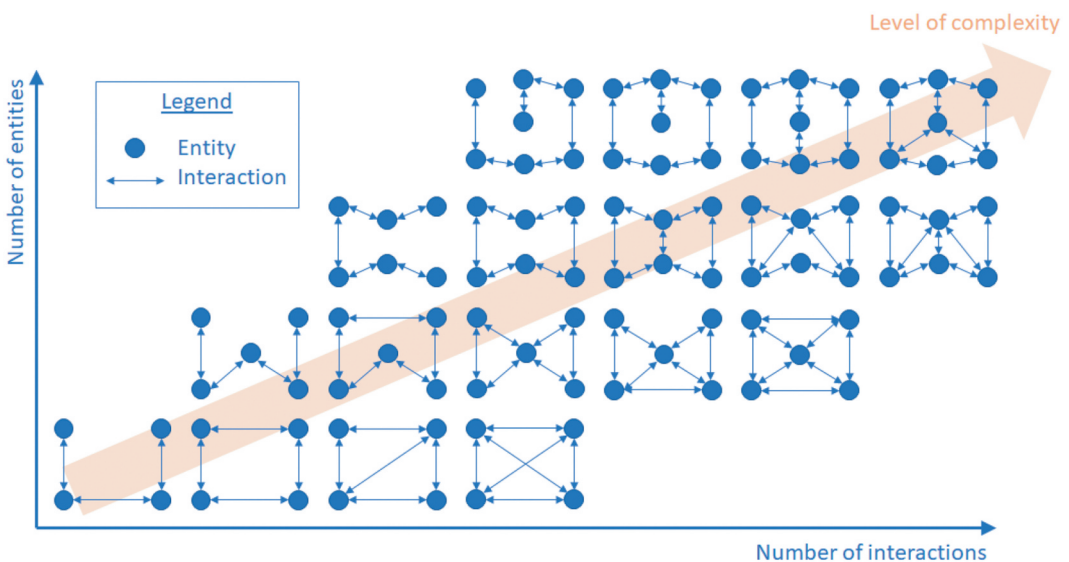 Level of complexity
Number of entities
Legend
Entity
Interaction
Number of interactions